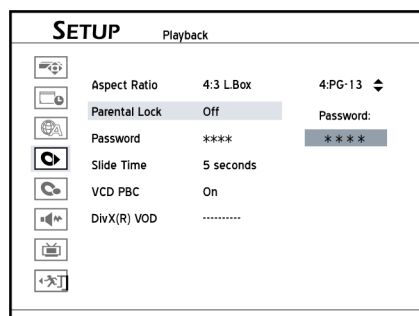 SETUP Playback
Aspect Ratio 4:3 L.Box 4:PG-13
Parental Lock Off Password:
Password **** ****
Slide Time 5 seconds
VCD PBC On
DivX(R) VOD ----------